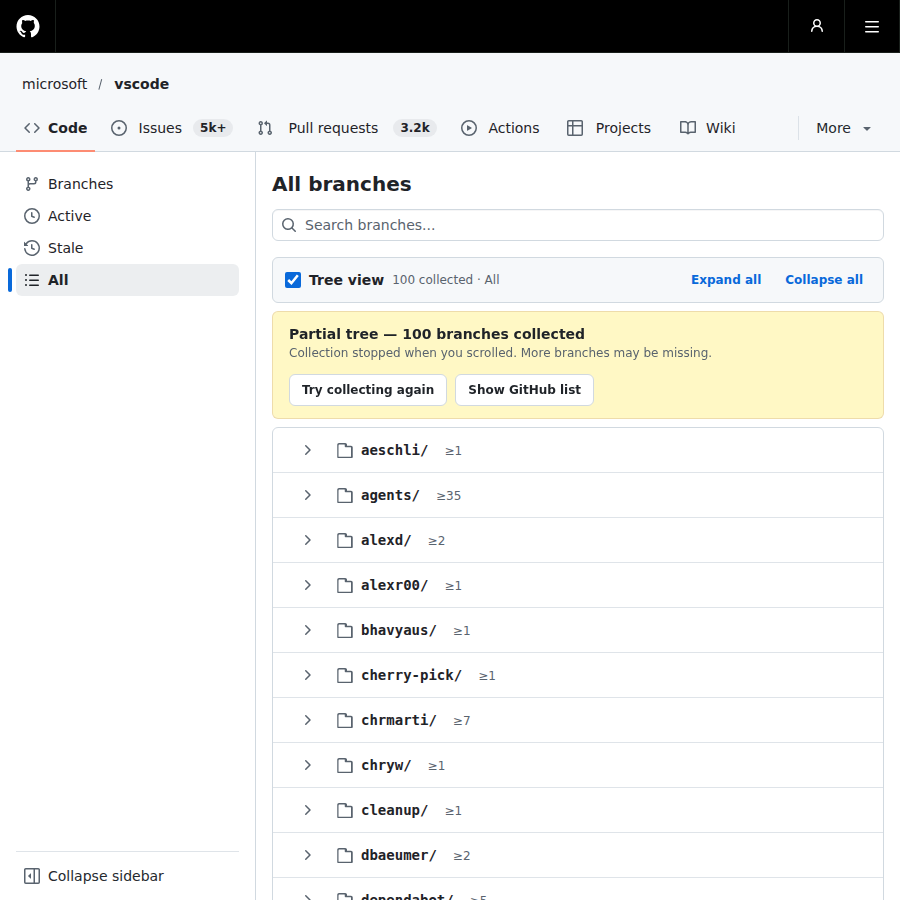 microsoft / vscode
Code Issues 5k+ Pull requests 3.2k Actions Projects Wiki More
Branches
Active
Stale
All
Collapse sidebar
All branches
Search branches...
Tree view 100 collected · All Expand all Collapse all
Partial tree — 100 branches collected
Collection stopped when you scrolled. More branches may be missing.
Try collecting again Show GitHub list
aeschli/ ≥1
agents/ ≥35
alexd/ ≥2
alexr00/ ≥1
bhavyaus/ ≥1
cherry-pick/ ≥1
chrmarti/ ≥7
chryw/ ≥1
cleanup/ ≥1
dbaeumer/ ≥2
dependabot/ ≥5